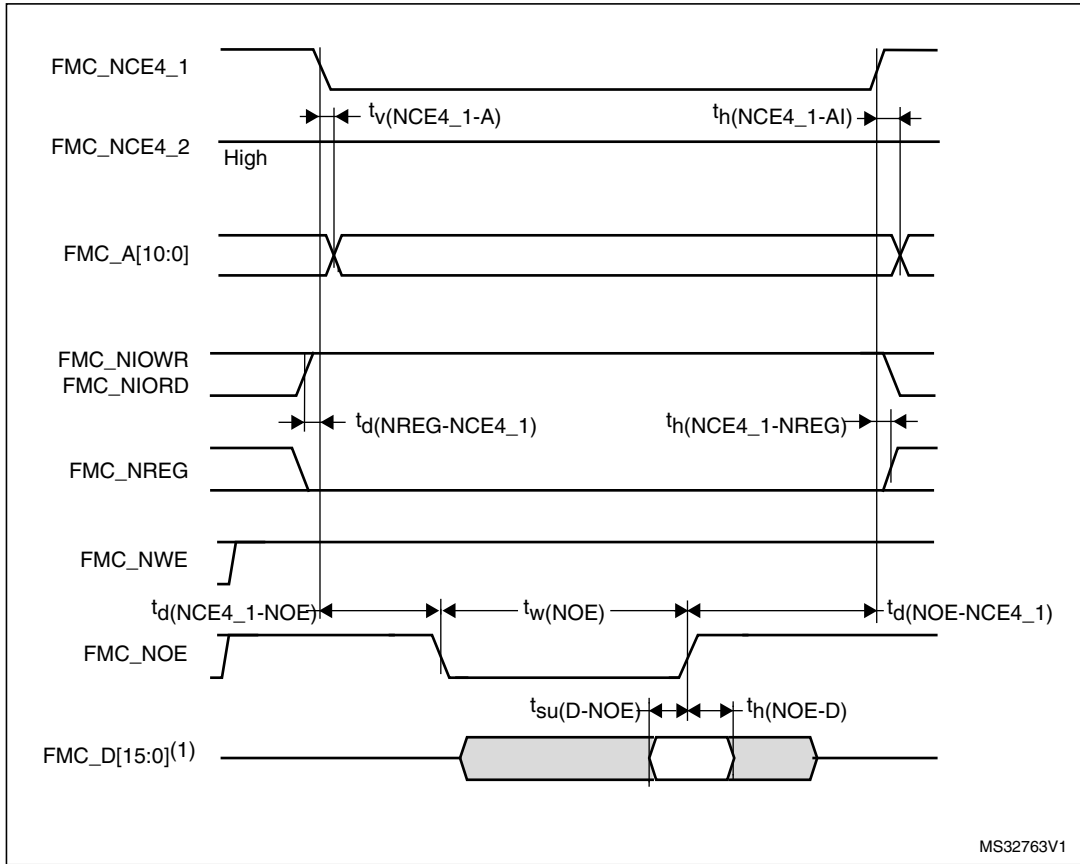 FMC_NCE4_1
tv(NCE4_1-A)
th(NCE4_1-AI)
FMC_NCE4_2
High
FMC_A[10:0]
FMC_NIOWR
FMC_NIORD
td(NREG-NCE4_1)
th(NCE4_1-NREG)
FMC_NREG
FMC_NWE
td(NCE4_1-NOE)
tw(NOE)
td(NOE-NCE4_1)
FMC_NOE
tsu(D-NOE)
th(NOE-D)
FMC_D[15:0](1)
MS32763V1